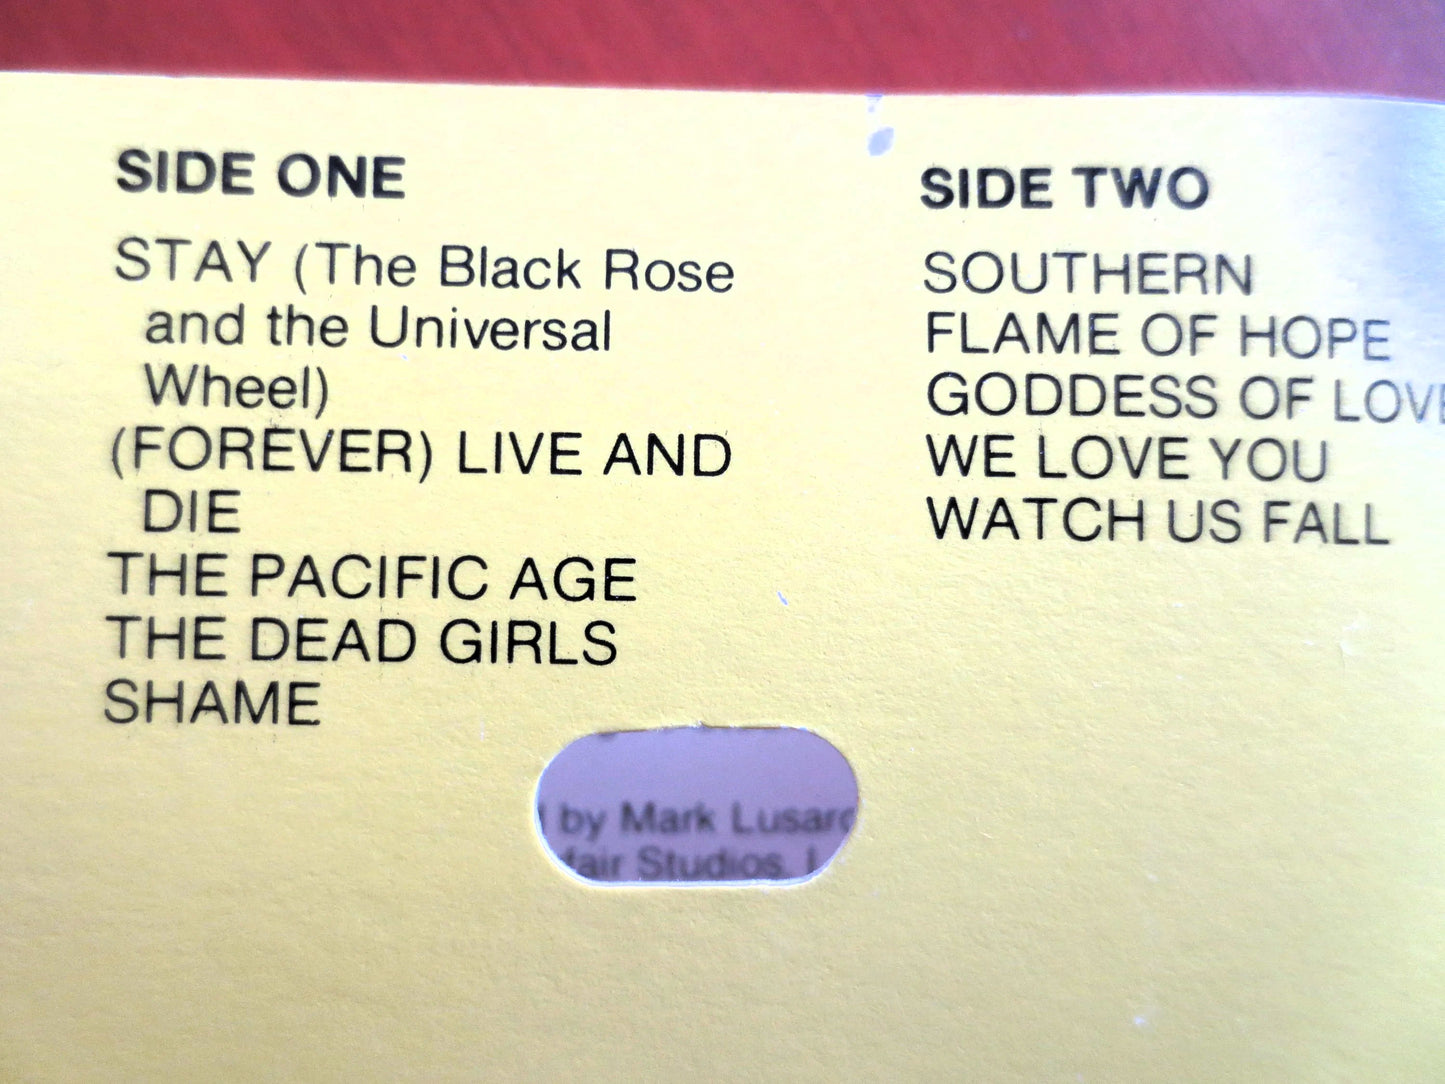 SIDE ONE
STAY (The Black Rose
and the Universal
Wheel)
(FOREVER) LIVE AND
DIE
THE PACIFIC AGE
THE DEAD GIRLS
SHAME
SIDE TWO
SOUTHERN
FLAME OF HOPE
GODDESS OF LOVE
WE LOVE YOU
WATCH US FALL
by Mark
Studios,